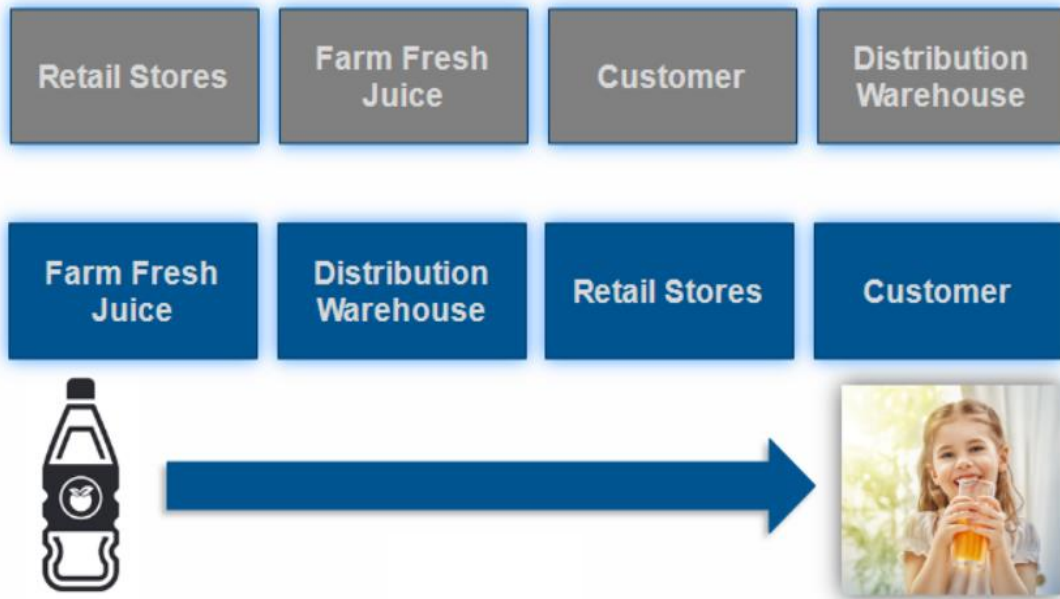 Retail Stores
Farm Fresh
Juice
Customer
Distribution
Warehouse
Farm Fresh
Juice
Distribution
Warehouse
Retail Stores
Customer